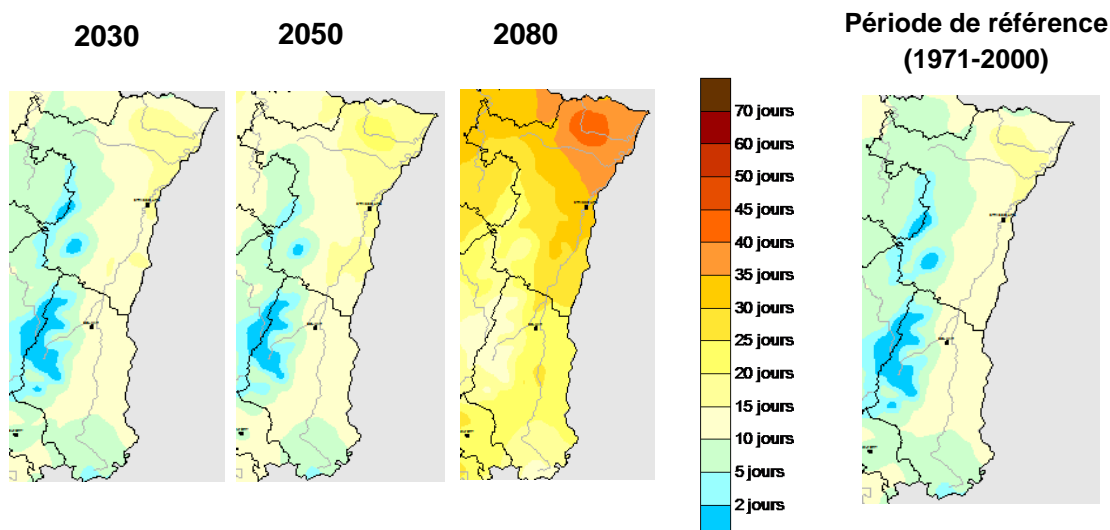 2030
2050
2080
Période de référence
(1971-2000)
70 jours
60 jours
50 jours
45 jours
40 jours
35 jours
30 jours
25 jours
20 jours
15 jours
10 jours
5 jours
2 jours